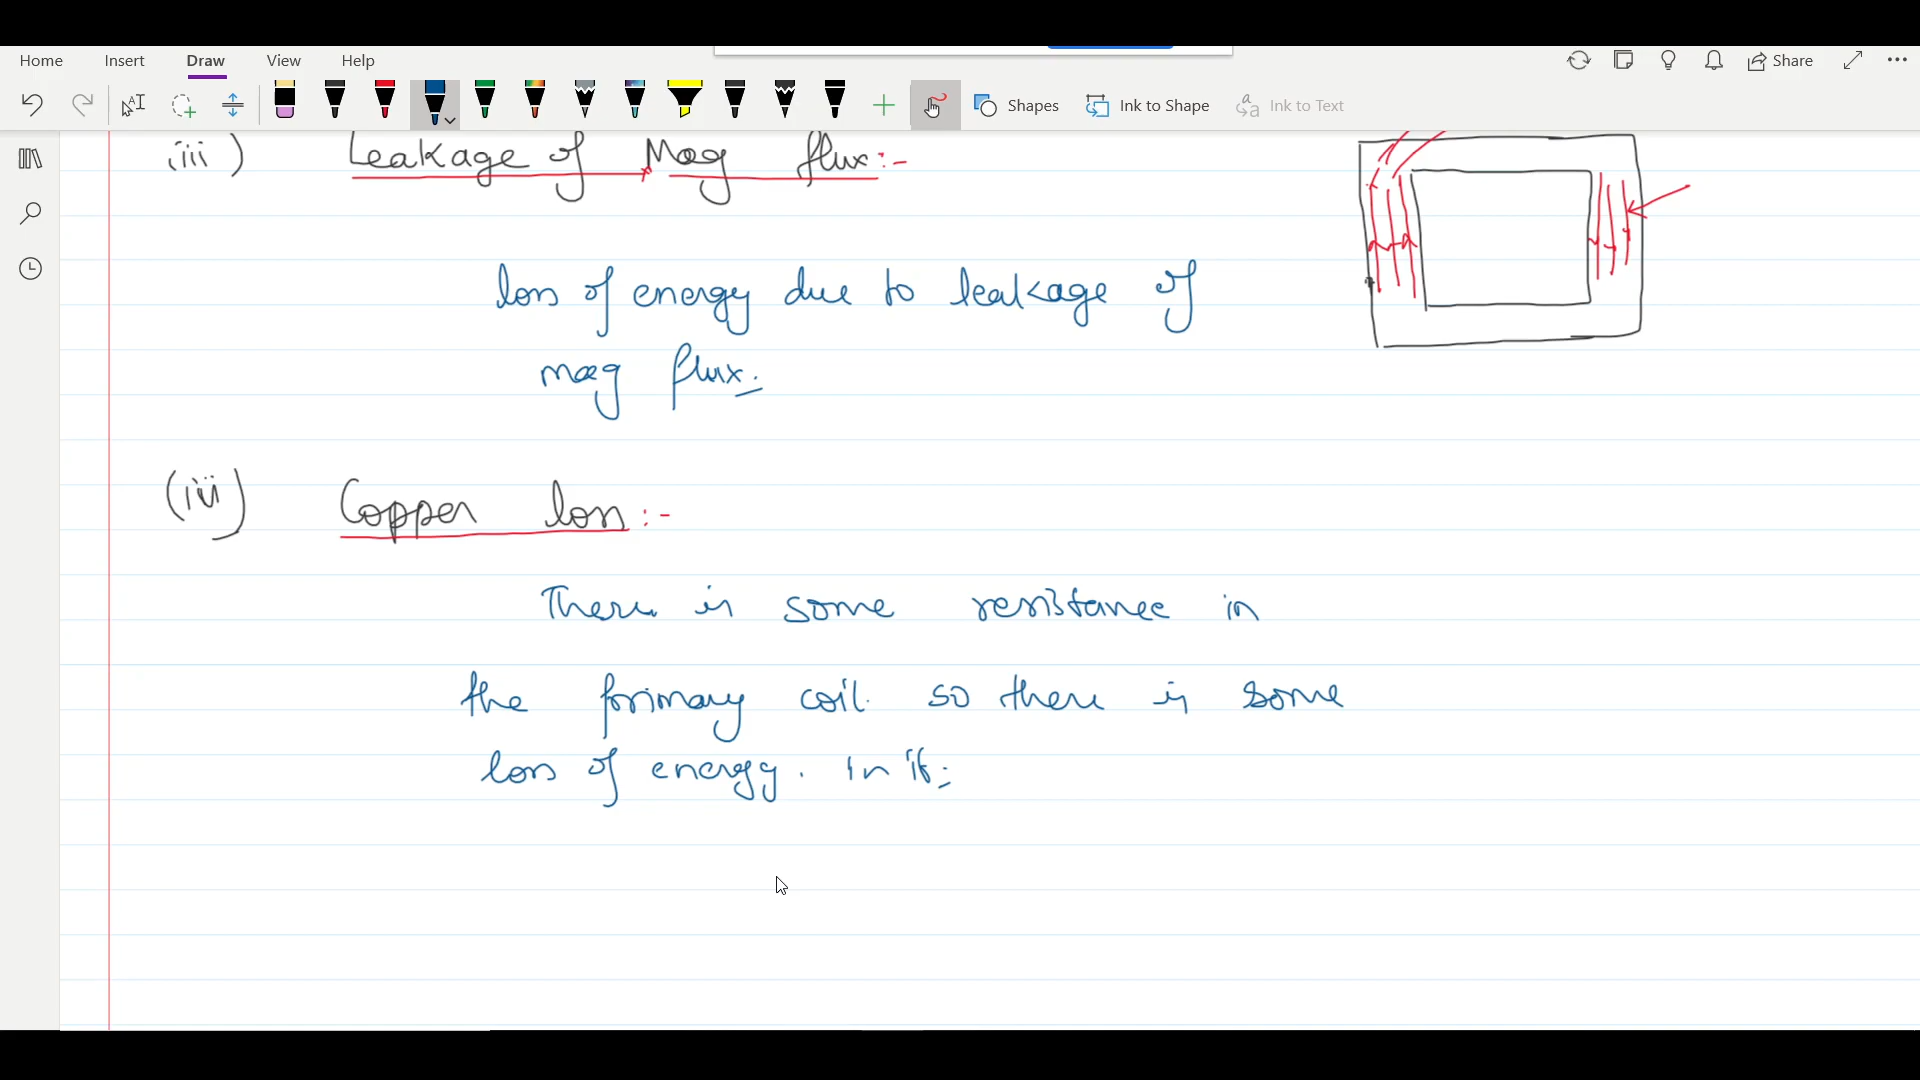 Home Insert Draw View Help Share
Shapes Ink to Shape Ink to Text
(iii) Leakage of Mag flux :-
loss of energy due to leakage of
mag flux.
Copper loss :-
There is some resistance in
the primary coil. so there is some
loss of energy. in it.